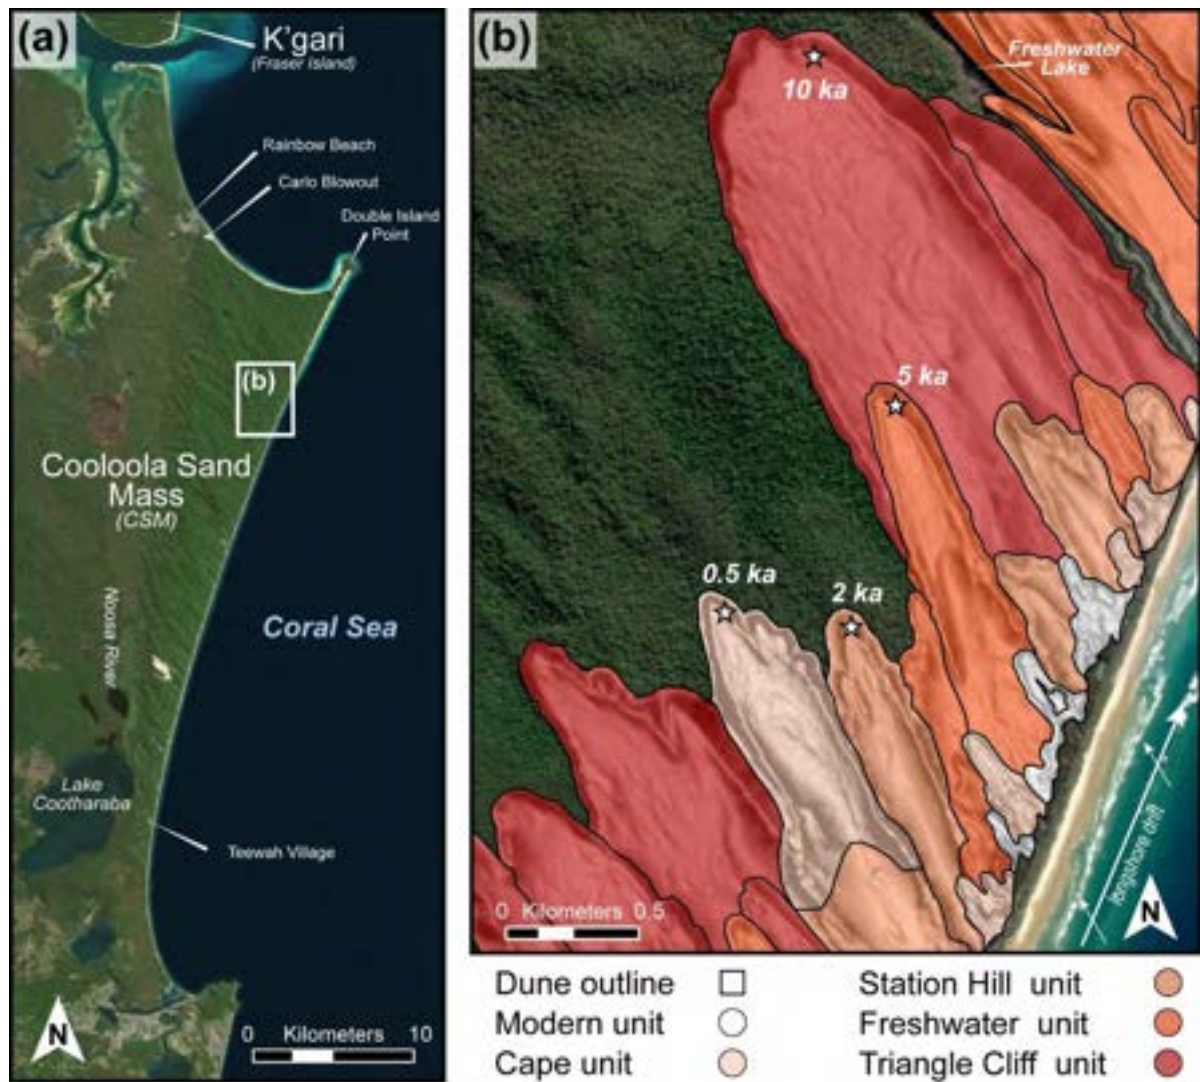 (a)
K'gari
(Fraser Island)
Rainbow Beach
Carlo Blowout
Double Island
Point
(b)
Cooloola Sand
Mass
(CSM)
Noosa River
Coral Sea
Lake
Cootharaba
Teewah Village
N
0 Kilometers 10
(b)
Freshwater
Lake
10 ka
5 ka
0.5 ka
2 ka
longshore drift
0 Kilometers 0.5
N
Dune outline
Modern unit
Cape unit
Station Hill unit
Freshwater unit
Triangle Cliff unit